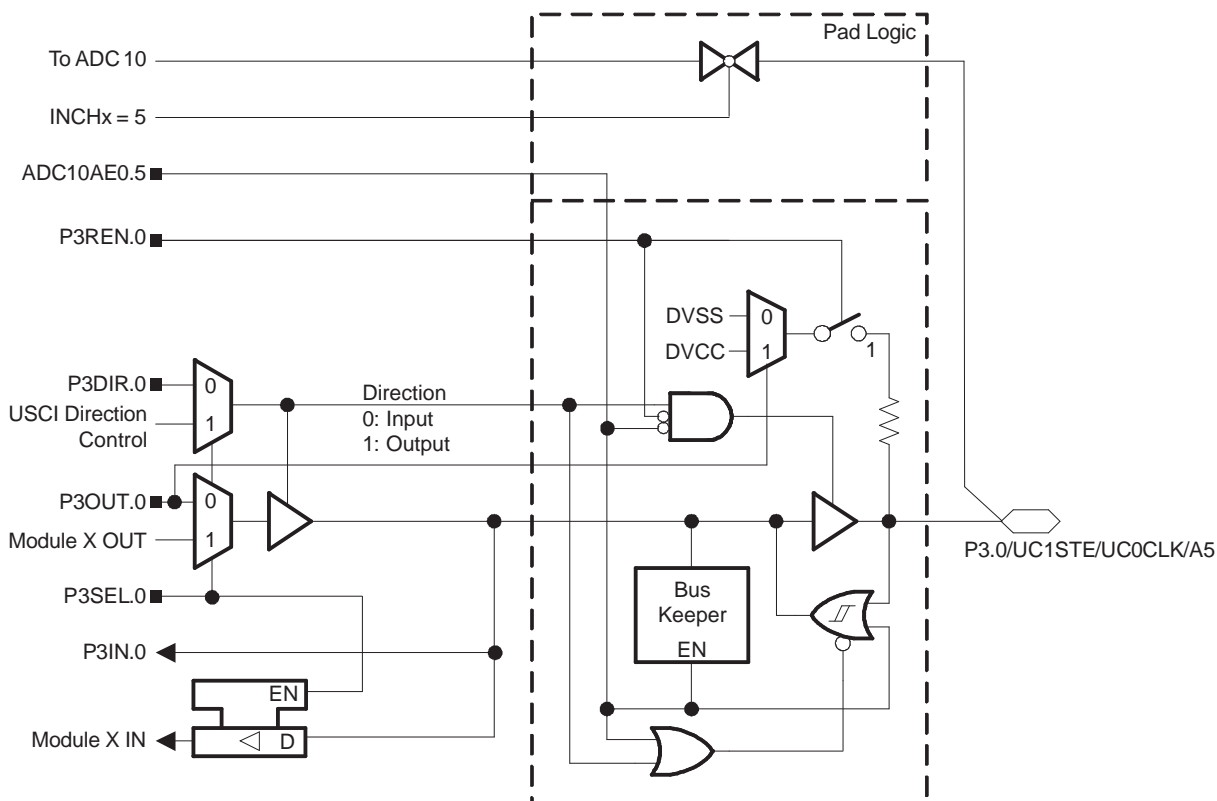 Pad Logic
To ADC 10
INCHx = 5
ADC10AE0.5
P3REN.0
DVSS
DVCC
0
1
1
P3DIR.0
USCI Direction
Control
0
1
Direction
0: Input
1: Output
P3OUT.0
Module X OUT
0
1
P3SEL.0
P3IN.0
EN
Module X IN
D
Bus
Keeper
EN
P3.0/UC1STE/UC0CLK/A5